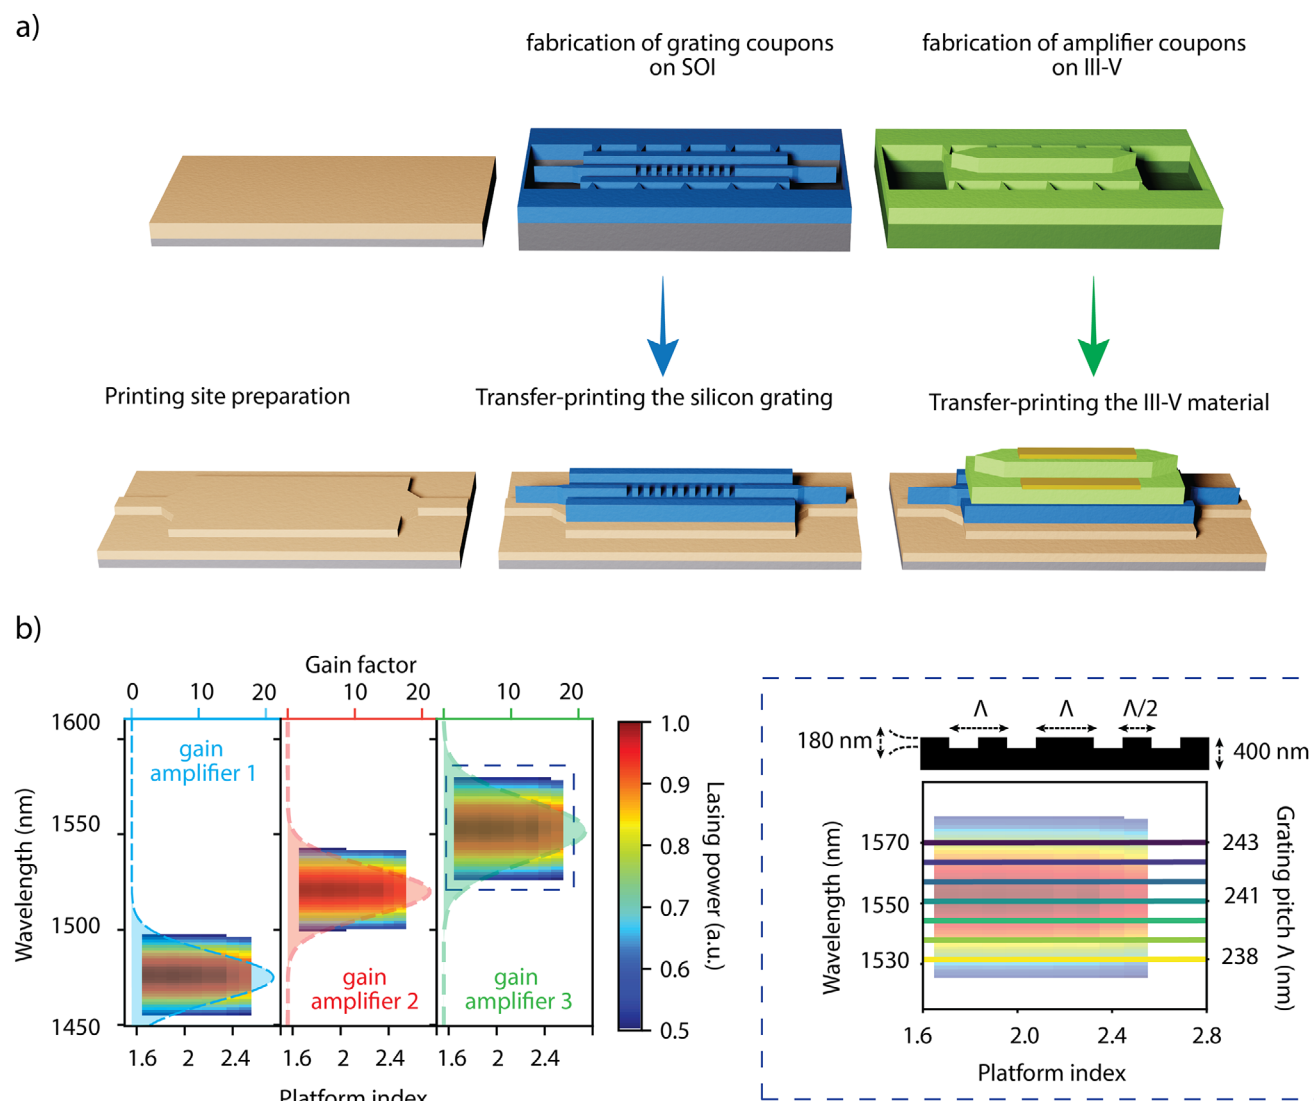 a)
fabrication of grating coupons
on SOI
fabrication of amplifier coupons
on III-V
Printing site preparation
Transfer-printing the silicon grating
Transfer-printing the III-V material
b)
Gain factor
0 10 20 10 20 10 20
1600
1550
1500
1450
Wavelength (nm)
gain
amplifier 1
gain
amplifier 2
gain
amplifier 3
1.6 2 2.4 1.6 2 2.4 1.6 2 2.4
Platform index
1.0
0.9
0.8
0.7
0.6
0.5
Lasing power (a.u.)
Λ Λ Λ/2
180 nm
400 nm
Wavelength (nm)
1570
1550
1530
243
241
238
Grating pitch Λ (nm)
1.6 2.0 2.4 2.8
Platform index